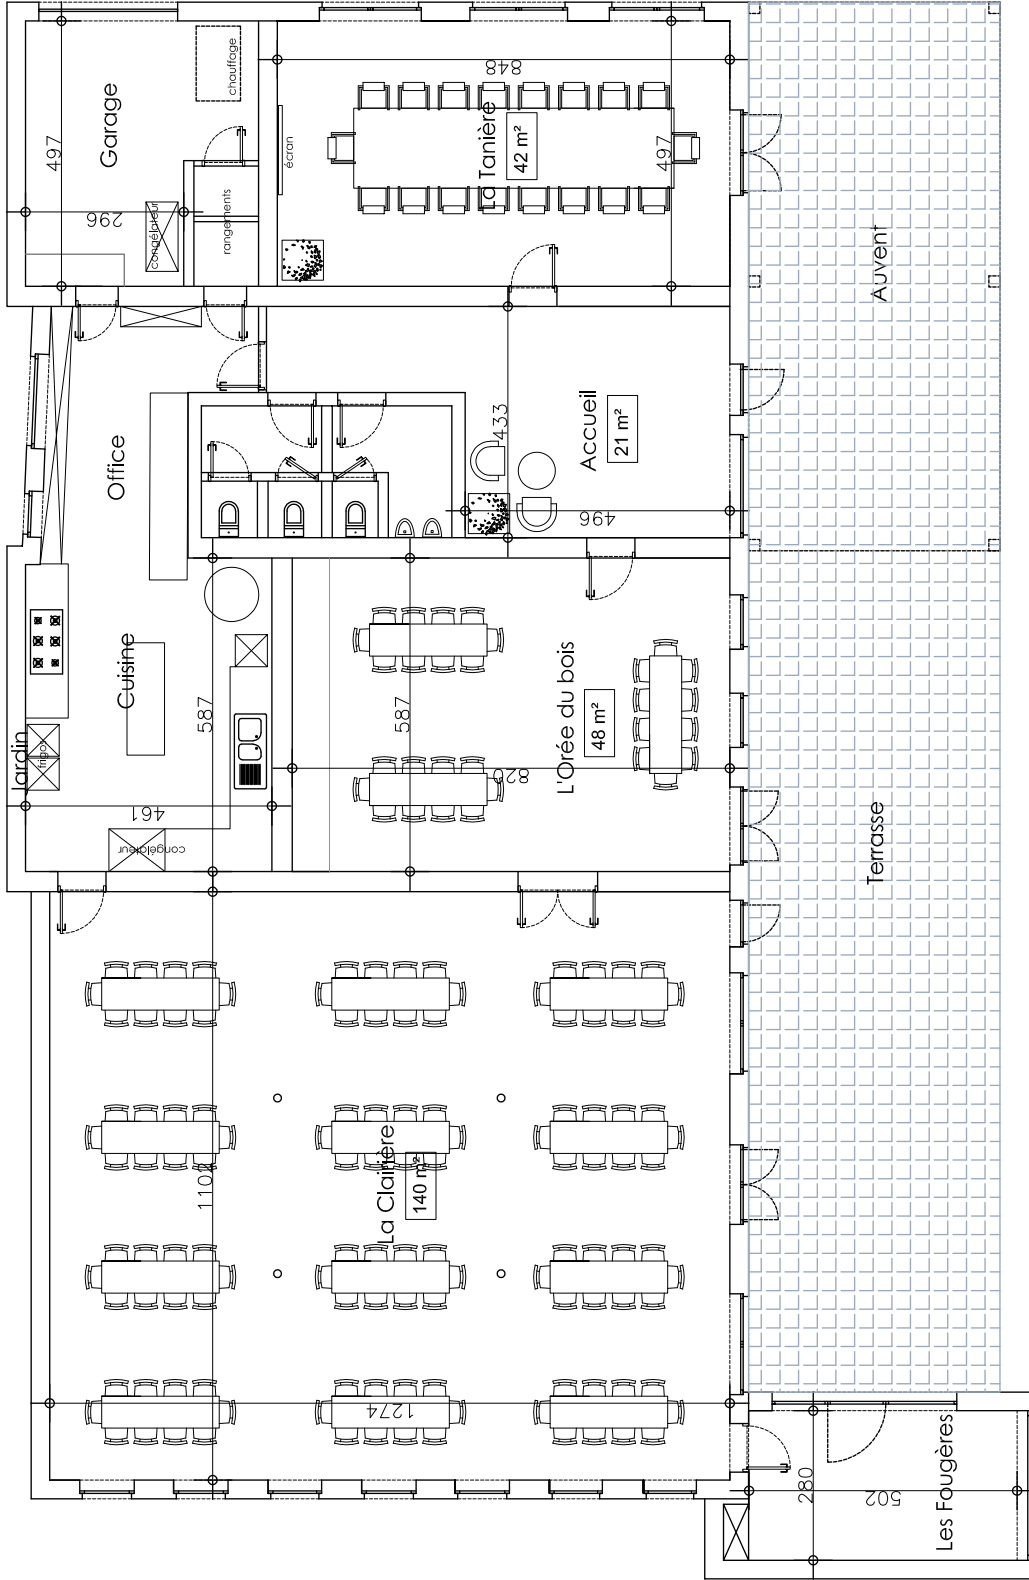 Garage
497
296
chauffage
congélateur
rangements
écran
La Tanière
42 m²
848
497
Auvent
Office
Accueil
21 m²
433
496
Jardin
frigos
Cuisine
587
461
congélateur
L'Orée du bois
48 m²
587
820
Terrasse
La Clairière
140 m²
1102
1274
Les Fougères
280
502